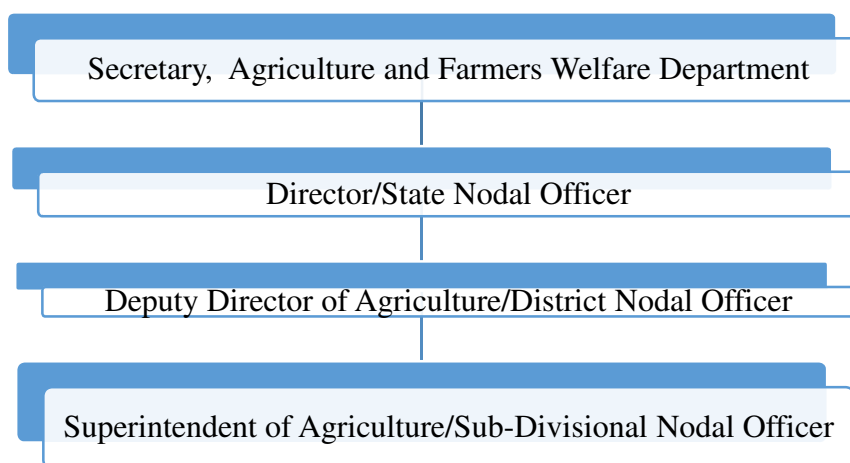 Secretary, Agriculture and Farmers Welfare Department
Director/State Nodal Officer
Deputy Director of Agriculture/District Nodal Officer
Superintendent of Agriculture/Sub-Divisional Nodal Officer